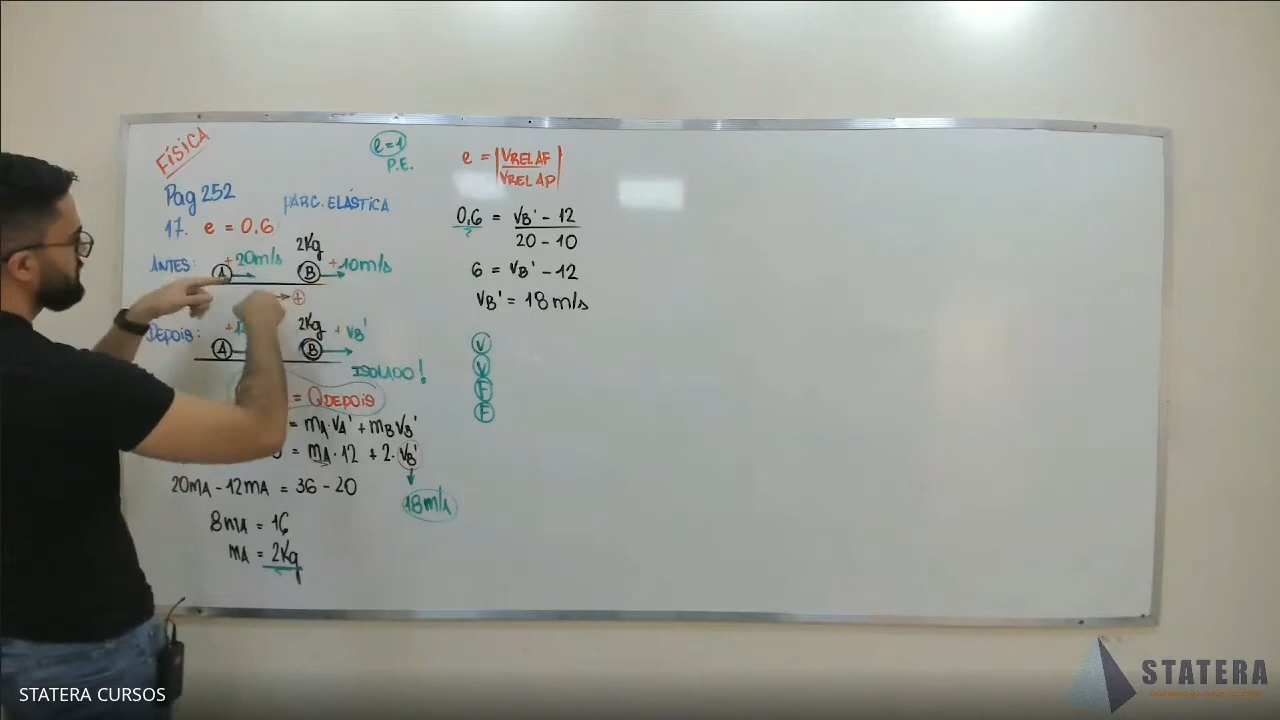 FÍSICA
Pag 252
17. e = 0.6
PARC. ELÁSTICA
e=1
P.E.
ANTES:
A + 20m/s
2Kg
B + 10m/s
→ +
DEPOIS:
A
2Kg
B + VB'
ISOLADO!
= QDEPOIS
= mA.VA' + mBVB'
= mA.12 + 2.VB'
18m/s
20mA - 12mA = 36 - 20
8mA = 16
mA = 2Kg
e = |VRELAF / VRELAP|
0,6 = VB' - 12
20 - 10
6 = VB' - 12
VB' = 18m/s
V
V
F
F
STATERA CURSOS
STATERA